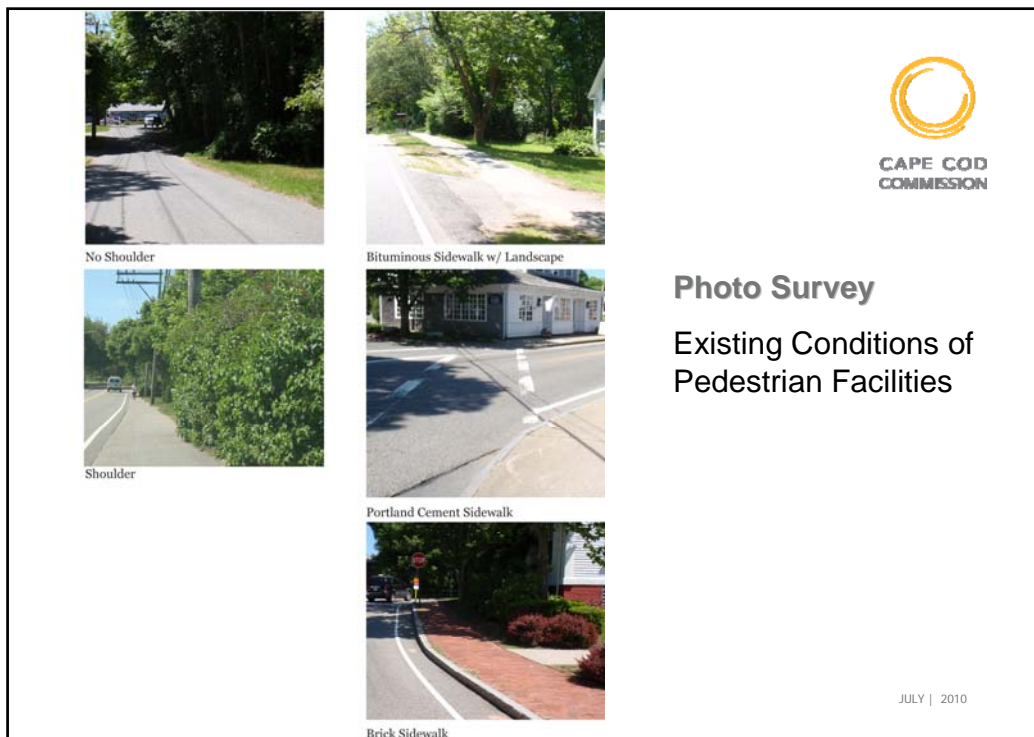 No Shoulder
Bituminous Sidewalk w/ Landscape
Shoulder
Portland Cement Sidewalk
STOP
Brick Sidewalk
CAPE COD
COMMISSION
Photo Survey
Existing Conditions of
Pedestrian Facilities
JULY | 2010